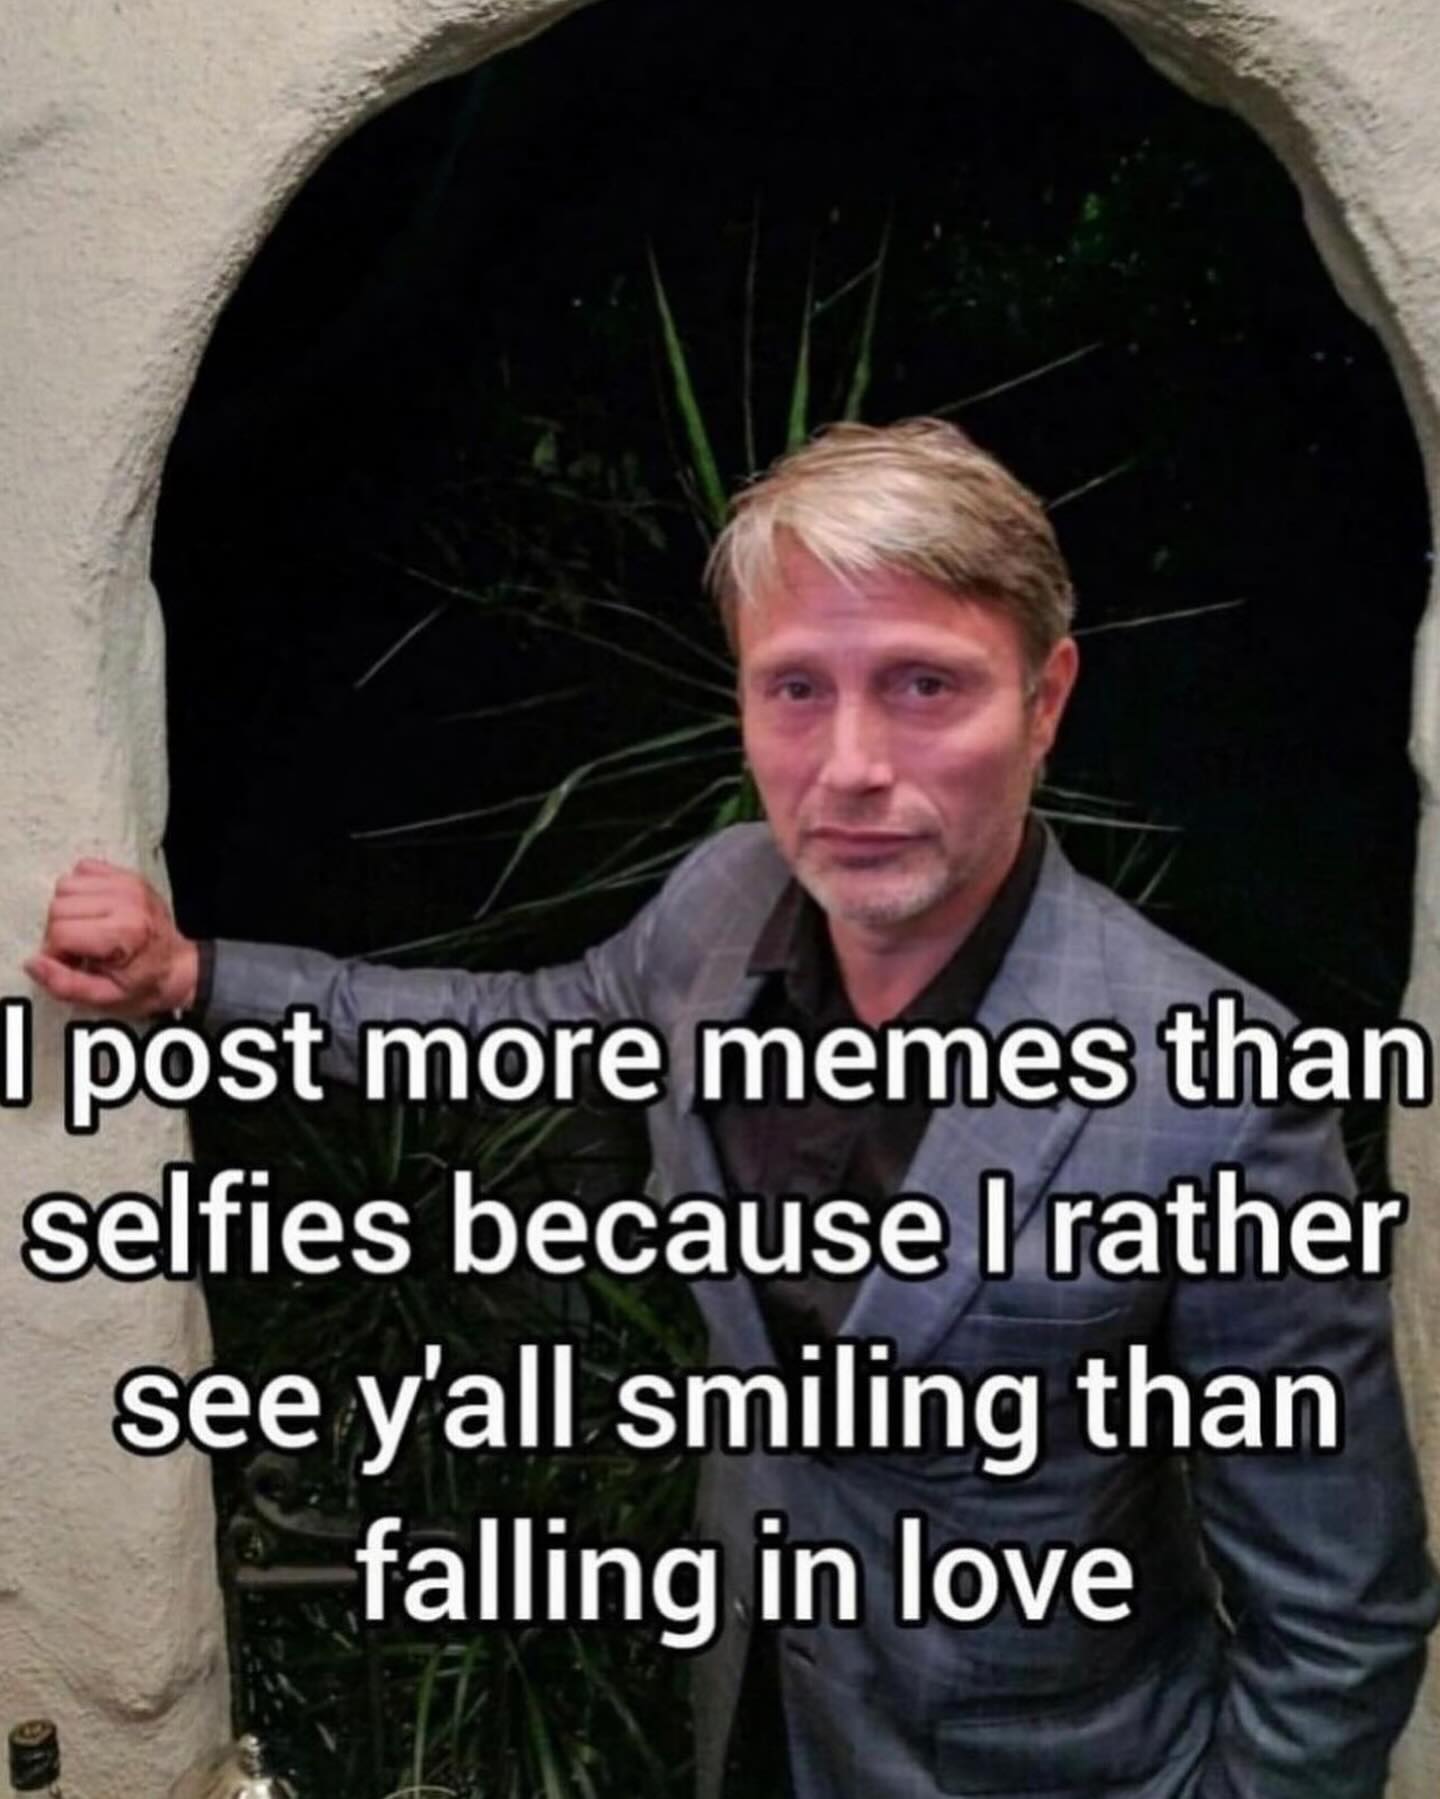 I post more memes than
selfies because I rather
see y'all smiling than
falling in love